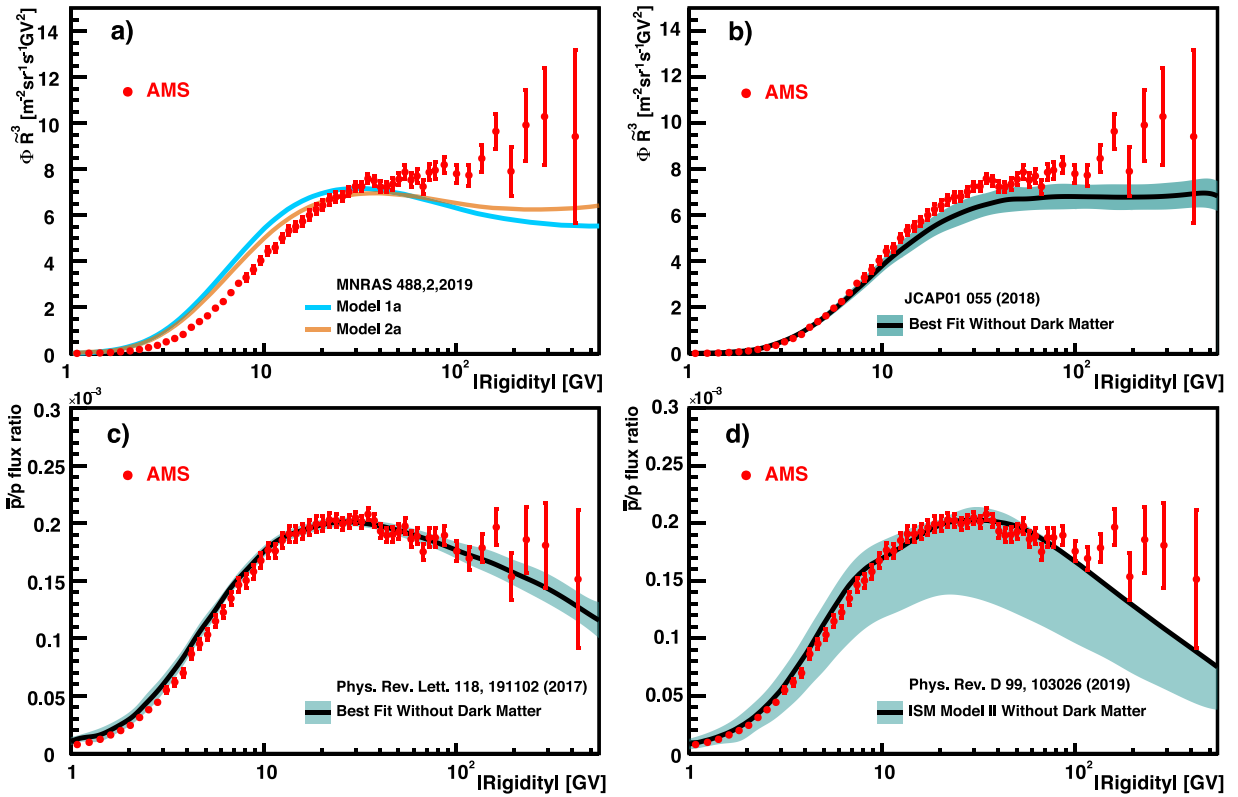 a)
14
12
10
8
6
4
2
0
Φ R̃³ [m⁻²sr⁻¹s⁻¹GV²]
AMS
MNRAS 488,2,2019
Model 1a
Model 2a
1
10
10²
|Rigidity| [GV]
b)
14
12
10
8
6
4
2
0
Φ R̃³ [m⁻²sr⁻¹s⁻¹GV²]
AMS
JCAP01 055 (2018)
Best Fit Without Dark Matter
1
10
10²
|Rigidity| [GV]
×10⁻³
c)
0.3
0.25
0.2
0.15
0.1
0.05
0
p̅/p flux ratio
AMS
Phys. Rev. Lett. 118, 191102 (2017)
Best Fit Without Dark Matter
1
10
10²
|Rigidity| [GV]
×10⁻³
d)
0.3
0.25
0.2
0.15
0.1
0.05
0
p̅/p flux ratio
AMS
Phys. Rev. D 99, 103026 (2019)
ISM Model II Without Dark Matter
1
10
10²
|Rigidity| [GV]